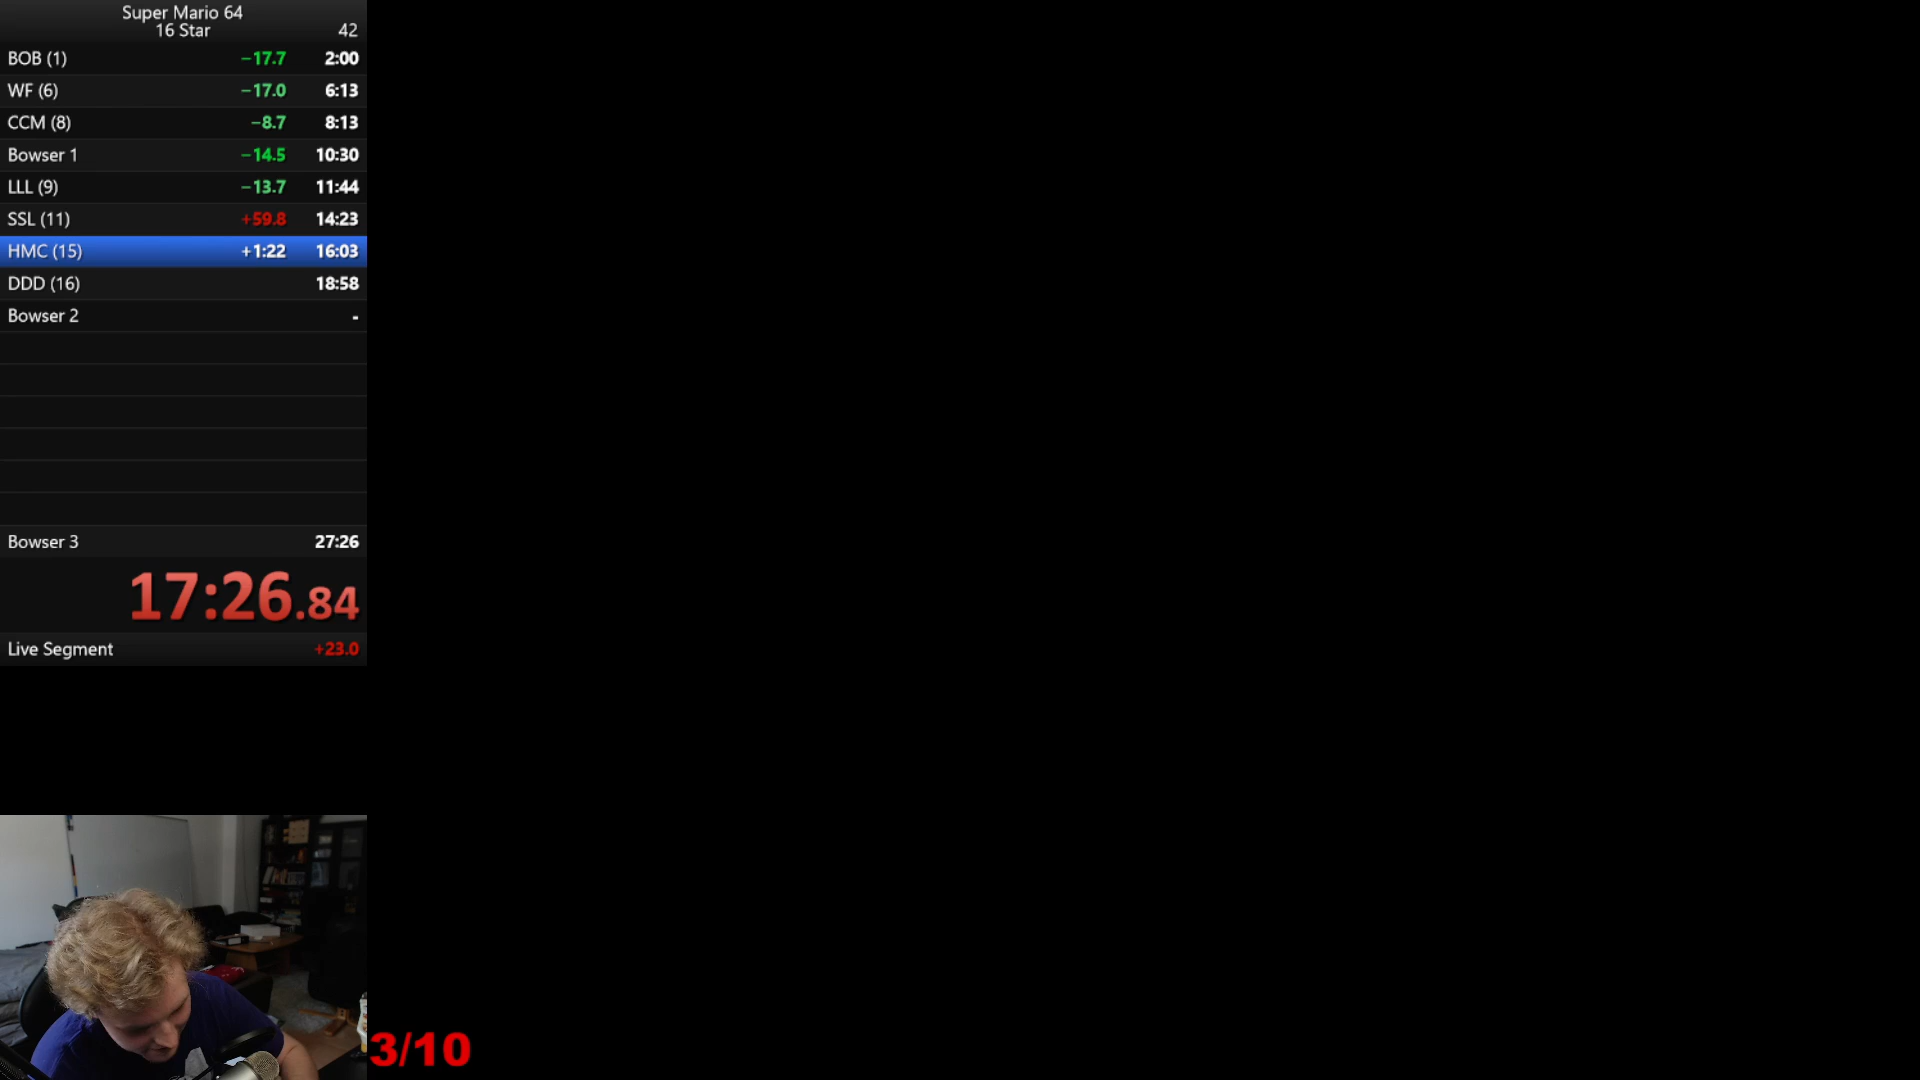 Super Mario 64
16 Star
42
BOB (1) −17.7 2:00
WF (6) −17.0 6:13
CCM (8) −8.7 8:13
Bowser 1 −14.5 10:30
LLL (9) −13.7 11:44
SSL (11) +59.8 14:23
HMC (15) +1:22 16:03
DDD (16) 18:58
Bowser 2 -
Bowser 3 27:26
17:26.84
Live Segment +23.0
3/10